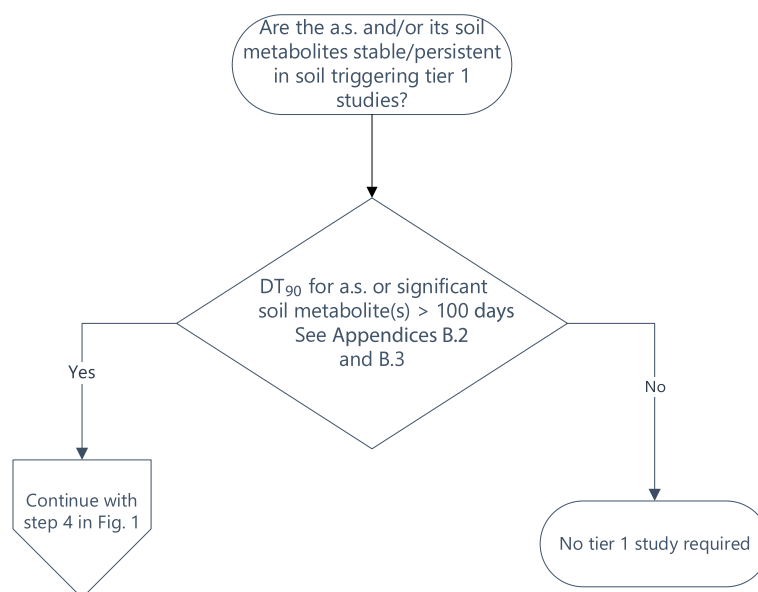 Are the a.s. and/or its soil
metabolites stable/persistent
in soil triggering tier 1
studies?
DT₉₀ for a.s. or significant
soil metabolite(s) > 100 days
See Appendices B.2
and B.3
Yes
No
Continue with
step 4 in Fig. 1
No tier 1 study required